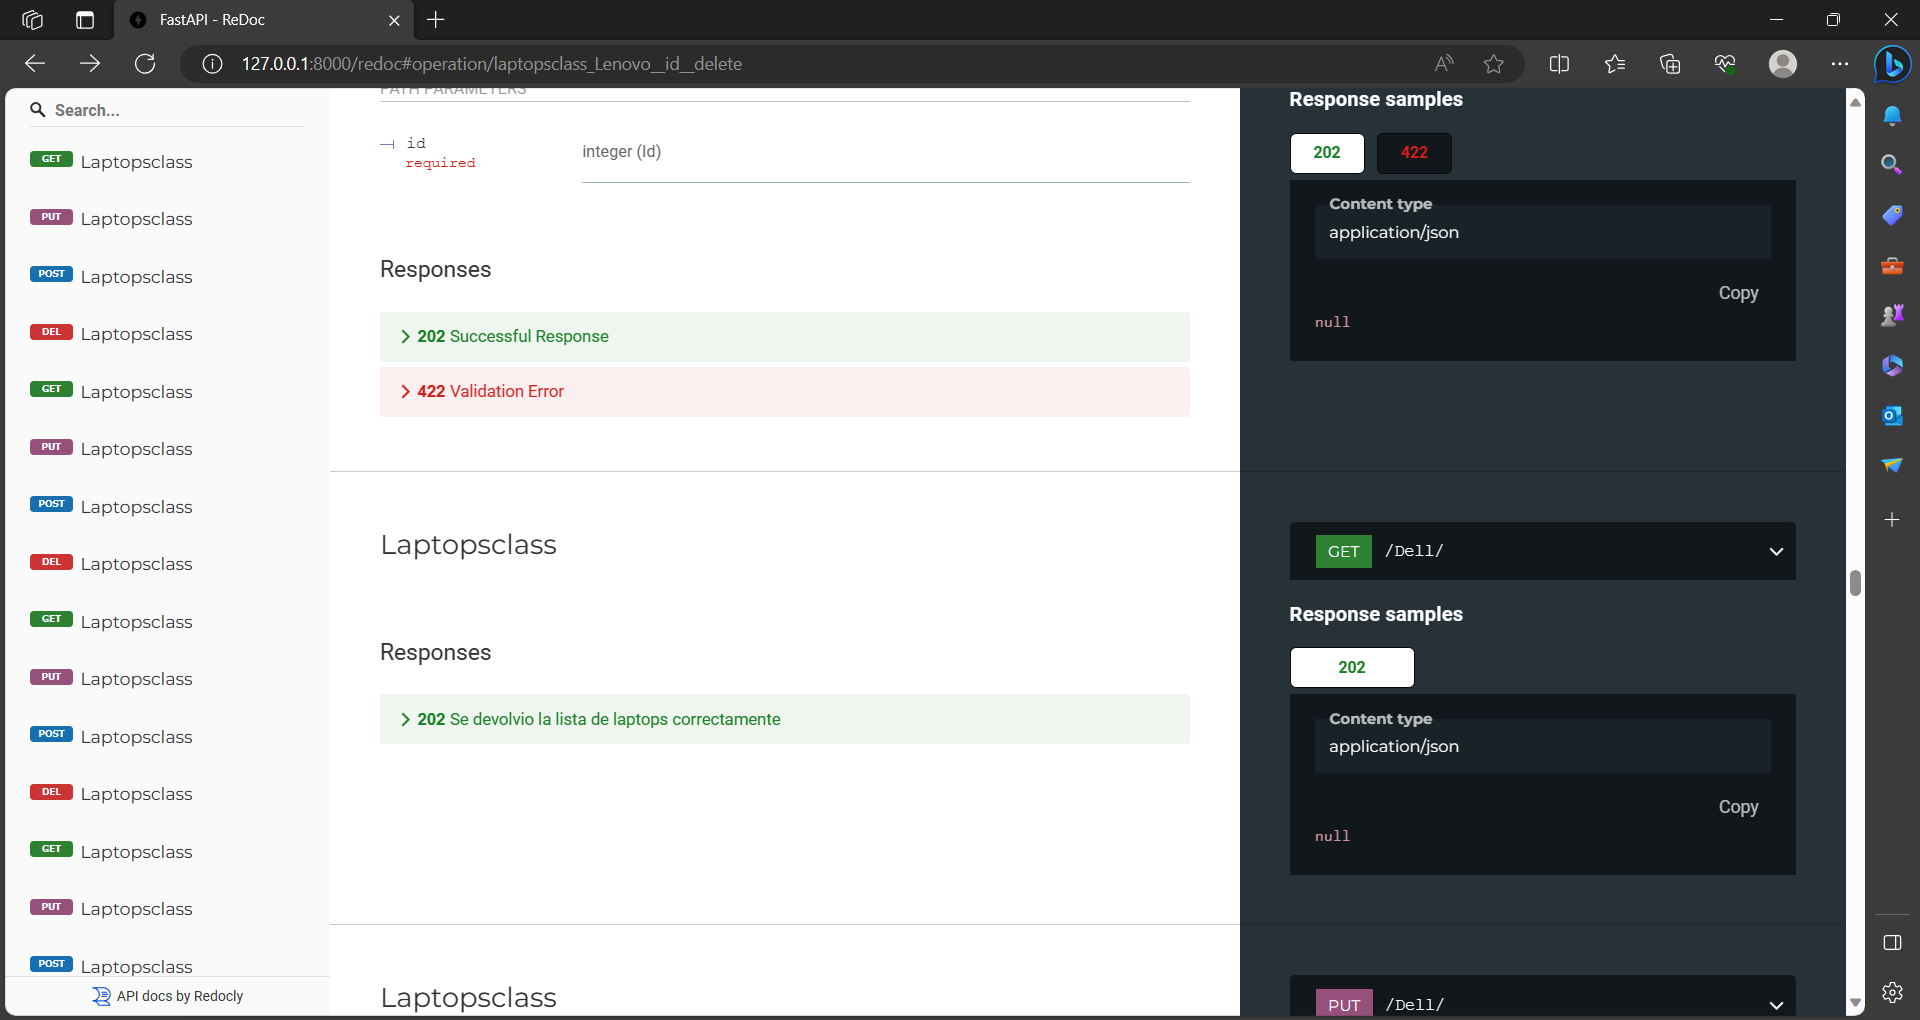 FastAPI - ReDoc
127.0.0.1:8000/redoc#operation/laptopsclass_Lenovo__id__delete
Search...
GET Laptopsclass
PUT Laptopsclass
POST Laptopsclass
DEL Laptopsclass
GET Laptopsclass
PUT Laptopsclass
POST Laptopsclass
DEL Laptopsclass
GET Laptopsclass
PUT Laptopsclass
POST Laptopsclass
DEL Laptopsclass
GET Laptopsclass
PUT Laptopsclass
POST Laptopsclass
API docs by Redocly
PATH PARAMETERS
id
required
integer (Id)
Responses
202 Successful Response
422 Validation Error
Laptopsclass
Responses
202 Se devolvio la lista de laptops correctamente
Laptopsclass
Response samples
202
422
Content type
application/json
Copy
null
GET /Dell/
Response samples
202
Content type
application/json
Copy
null
PUT /Dell/